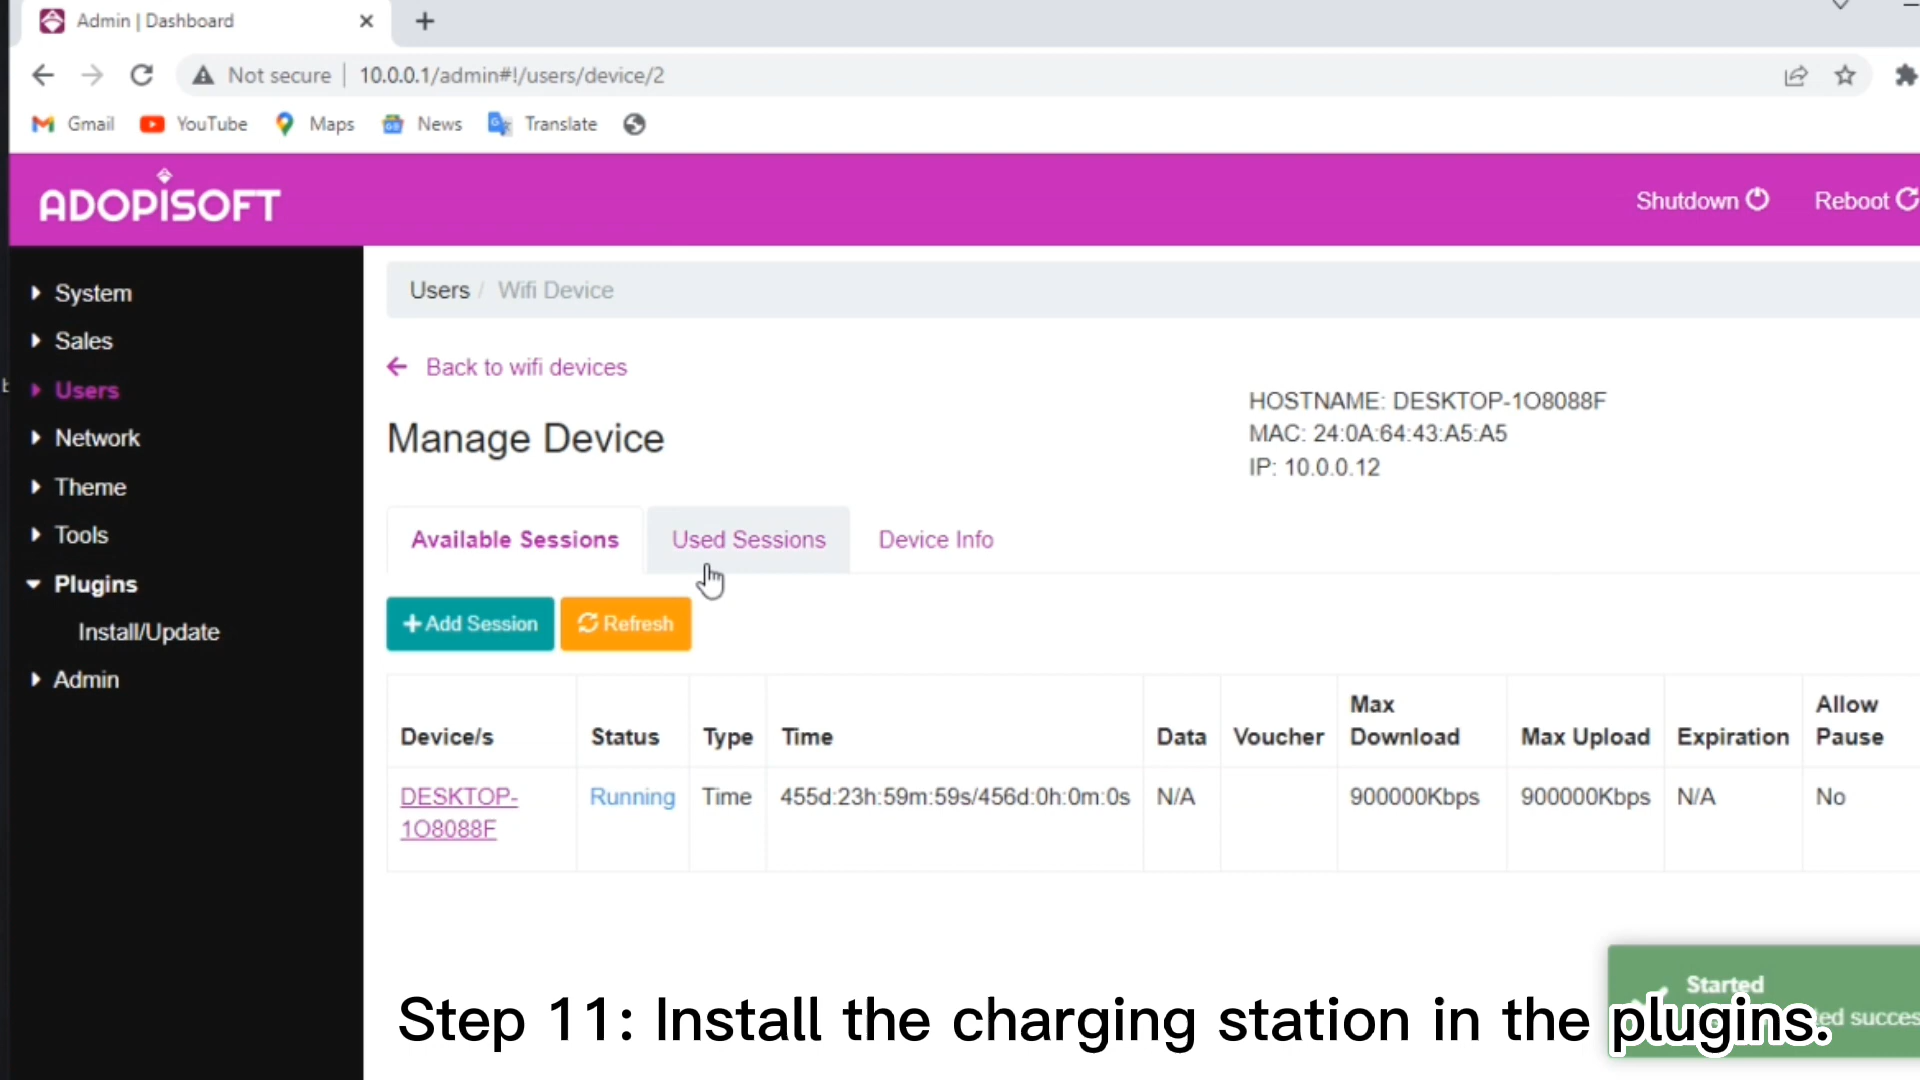 Admin | Dashboard
Not secure
10.0.0.1/admin#!/users/device/2
Gmail
YouTube
Maps
News
Translate
ADOPISOFT
Shutdown
Reboot
System
Sales
Users
Network
Theme
Tools
Plugins
Install/Update
Admin
Users / Wifi Device
Back to wifi devices
Manage Device
HOSTNAME: DESKTOP-1O8088F
MAC: 24:0A:64:43:A5:A5
IP: 10.0.0.12
Available Sessions
Used Sessions
Device Info
+ Add Session
Refresh
Device/s
Status
Type
Time
Data
Voucher
Max
Download
Max Upload
Expiration
Allow
Pause
DESKTOP-
1O8088F
Running
Time
455d:23h:59m:59s/456d:0h:0m:0s
N/A
900000Kbps
900000Kbps
N/A
No
Started
Step 11: Install the charging station in the plugins.